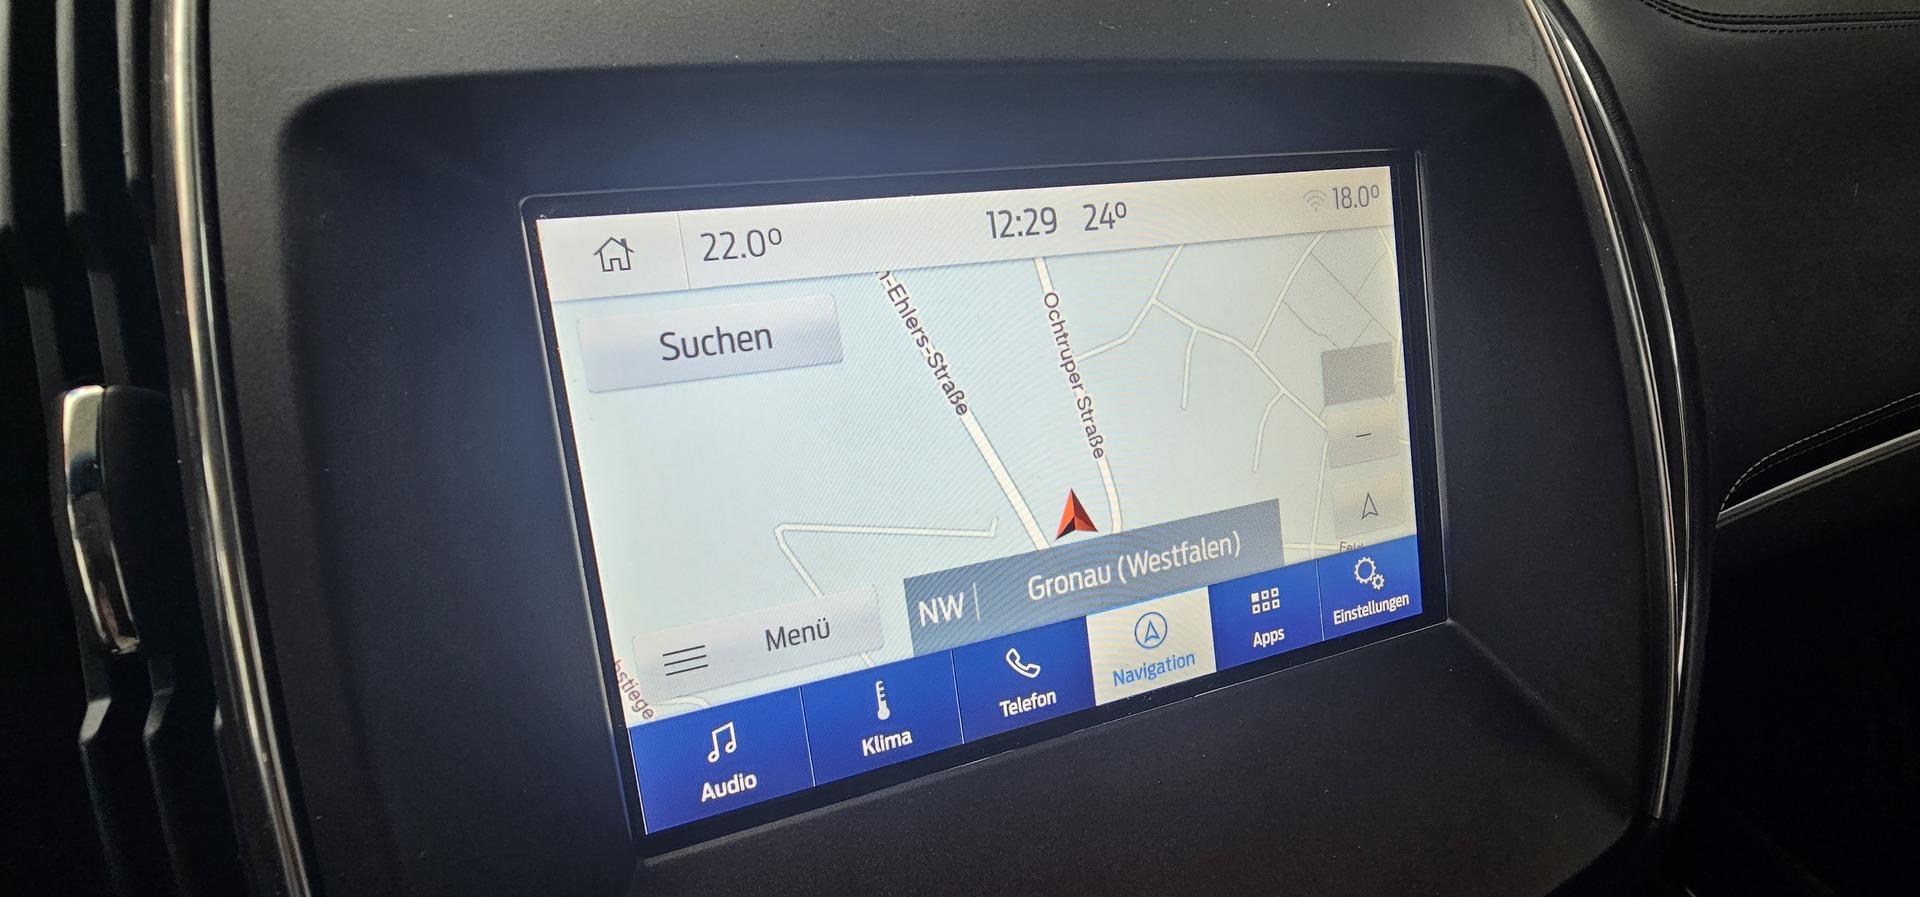 22.0°
12:29 24°
18.0°
Suchen
n-Ehlers-Straße
Ochtruper Straße
–
NW | Gronau (Westfalen)
Menü
bstiege
Audio
Klima
Telefon
Navigation
Apps
Einstellungen